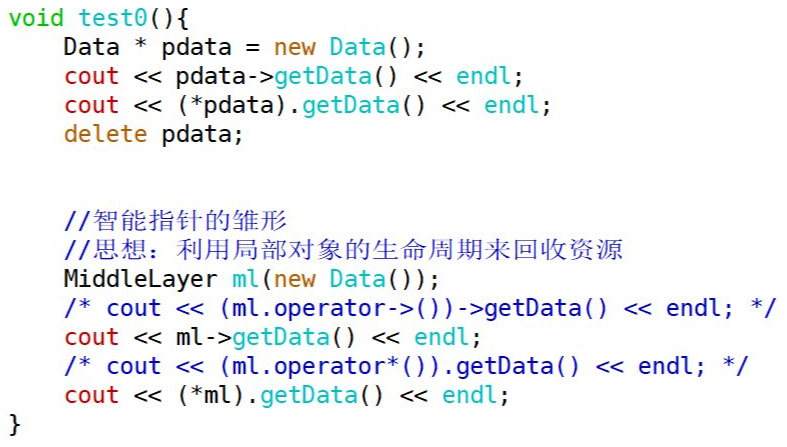 void test0(){
    Data * pdata = new Data();
    cout << pdata->getData() << endl;
    cout << (*pdata).getData() << endl;
    delete pdata;
    //智能指针的雏形
    //思想：利用局部对象的生命周期来回收资源
    MiddleLayer ml(new Data());
    /* cout << (ml.operator->())->getData() << endl; */
    cout << ml->getData() << endl;
    /* cout << (ml.operator*()).getData() << endl; */
    cout << (*ml).getData() << endl;
}